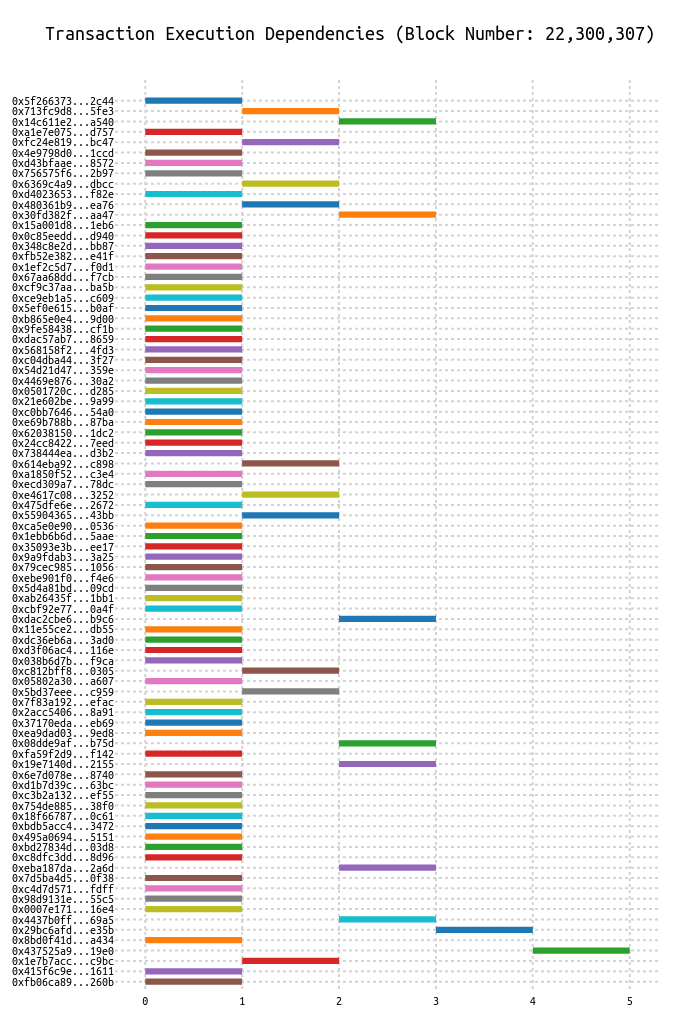 Transaction Execution Dependencies (Block Number: 22,300,307)
0x5f266373...2c44
0x713fc9d8...5fe3
0x14c611e2...a540
0xa1e7e075...d757
0xfc24e819...bc47
0x4e9798d0...1ccd
0xd43bfaae...8572
0x756575f6...2b97
0x6369c4a9...dbcc
0xd4023653...f82e
0x480361b9...ea76
0x30fd382f...aa47
0x15a001d8...1eb6
0x0c85eedd...d940
0x348c8e2d...bb87
0xfb52e382...e41f
0x1ef2c5d7...f0d1
0x67aa68dd...f7cb
0xcf9c37aa...ba5b
0xce9eb1a5...c609
0x5ef0e615...b0af
0xb865e0e4...9d00
0x9fe58438...cf1b
0xdac57ab7...8659
0x568158f2...4fd3
0xc04dba44...3f27
0x54d21d47...359e
0x4469e876...30a2
0x0501720c...d285
0x21e602be...9a99
0xc0bb7646...54a0
0xe69b788b...87ba
0x62038150...1dc2
0x24cc8422...7eed
0x738444ea...d3b2
0x614eba92...c898
0xa1850f52...c3e4
0xecd309a7...78dc
0xe4617c08...3252
0x475dfe6e...2672
0x55904365...43bb
0xca5e0e90...0536
0x1ebb6b6d...5aae
0x35093e3b...ee17
0x9a9fdab3...3a25
0x79cec985...1056
0xebe901f0...f4e6
0x5d4a81bd...09cd
0xab26435f...1bb1
0xcbf92e77...0a4f
0xdac2cbe6...b9c6
0x11e55ce2...db55
0xdc36eb6a...3ad0
0xd3f06ac4...116e
0x038b6d7b...f9ca
0xc812bff8...0305
0x05802a30...a607
0x5bd37eee...c959
0x7f83a192...efac
0x2acc5406...8a91
0x37170eda...eb69
0xea9dad03...9ed8
0x08dde9af...b75d
0xfa59f2d9...f142
0x19e7140d...2155
0x6e7d078e...8740
0xd1b7d39c...63bc
0xc3b2a132...ef55
0x754de885...38f0
0x18f66787...0c61
0xbdb5acc4...3472
0x495a0694...5151
0xbd27834d...03d8
0xc8dfc3dd...8d96
0xeba187da...2a6d
0x7d5ba4d5...0f38
0xc4d7d571...fdff
0x98d9131e...55c5
0x0007e171...16e4
0x4437b0ff...69a5
0x29bc6afd...e35b
0x8bd0f41d...a434
0x437525a9...19e0
0x1e7b7acc...c9bc
0x415f6c9e...1611
0xfb06ca89...260b
0 1 2 3 4 5